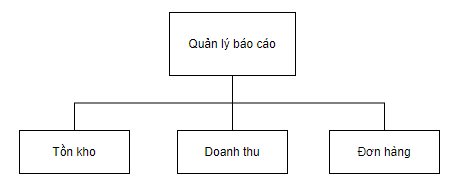 Quản lý báo cáo
Tồn kho
Doanh thu
Đơn hàng